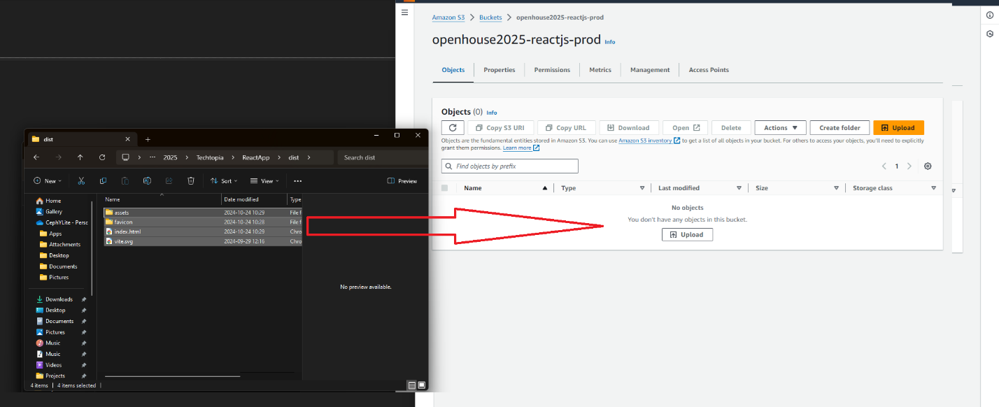 Amazon S3 > Buckets > openhouse2025-reactjs-prod
openhouse2025-reactjs-prod Info
Objects Properties Permissions Metrics Management Access Points
Objects (0) Info
Copy S3 URI Copy URL Download Open Delete Actions Create folder Upload
Objects are the fundamental entities stored in Amazon S3. You can use Amazon S3 inventory to get a list of all objects in your bucket. For others to access your objects, you'll need to explicitly
grant them permissions. Learn more
Find objects by prefix
1
Name Type Last modified Size Storage class
No objects
You don't have any objects in this bucket.
Upload
dist
... 2025 > Techtopia > ReactApp > dist >
Search dist
New Sort View ... Preview
Home
Gallery
CephYLite - Persc
Apps
Attachments
Desktop
Documents
Pictures
Downloads
Desktop
Documents
Pictures
Music
Music
Videos
Projects
Name Date modified Type
assets 2024-10-24 10:29 File f
favicon 2024-10-24 10:28 File f
index.html 2024-10-24 10:29 Chro
vite.svg 2024-09-29 12:16 Chro
No preview available.
4 items 4 items selected